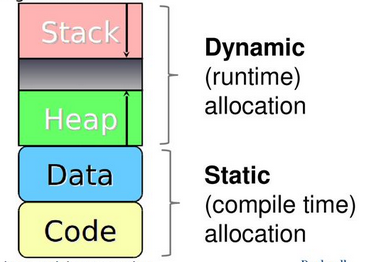 Stack
Heap
Data
Code
Dynamic
(runtime)
allocation
Static
(compile time)
allocation